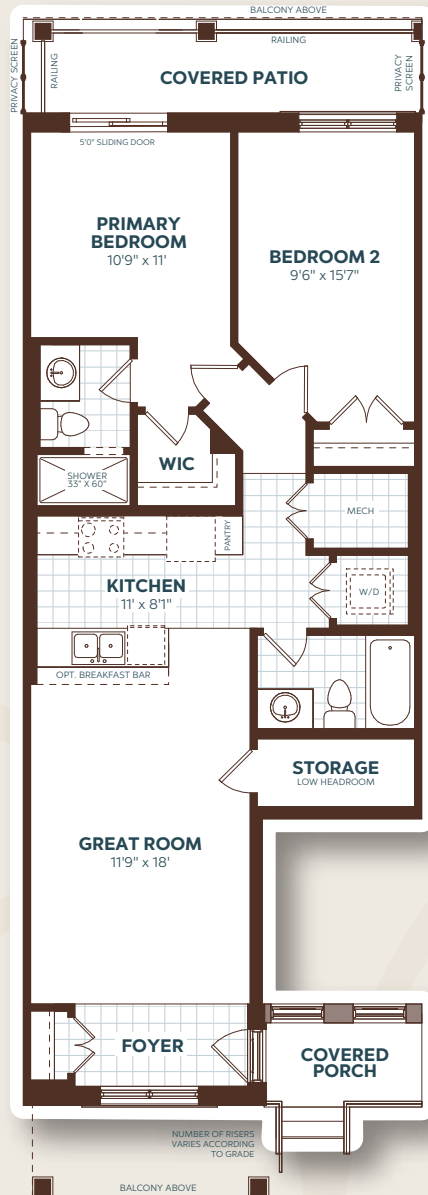 BALCONY ABOVE
RAILING
PRIVACY SCREEN
RAILING
COVERED PATIO
PRIVACY
SCREEN
5'0" SLIDING DOOR
PRIMARY
BEDROOM
10'9" x 11'
BEDROOM 2
9'6" x 15'7"
WIC
SHOWER
33" X 60"
MECH
PANTRY
KITCHEN
11' x 8'1"
W/D
OPT. BREAKFAST BAR
STORAGE
LOW HEADROOM
GREAT ROOM
11'9" x 18'
FOYER
COVERED
PORCH
NUMBER OF RISERS
VARIES ACCORDING
TO GRADE
BALCONY ABOVE